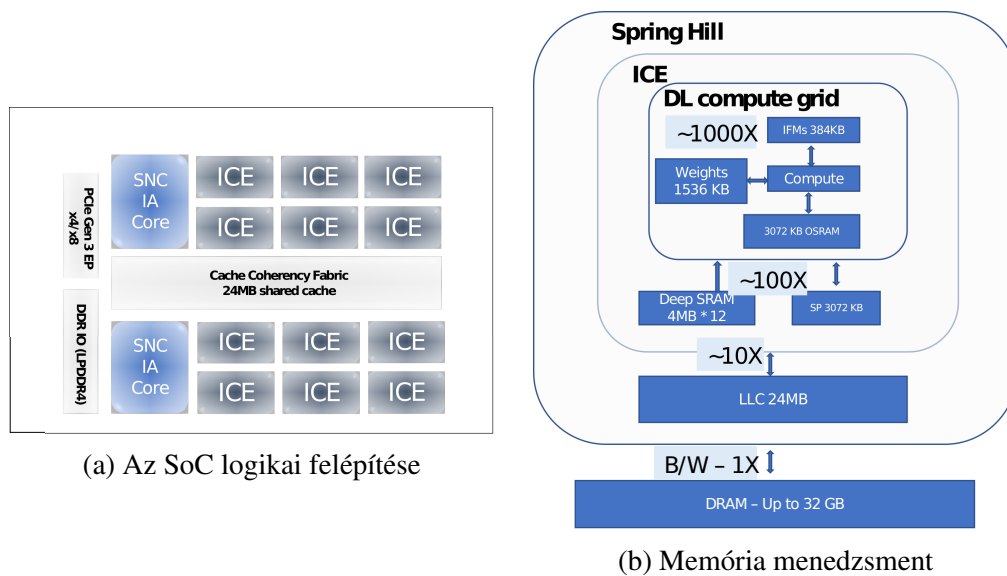 PCIe Gen 3 EP
x4/x8
DDR IO (LPDDR4)
SNC
IA
Core
ICE
ICE
ICE
ICE
ICE
ICE
Cache Coherency Fabric
24MB shared cache
SNC
IA
Core
ICE
ICE
ICE
ICE
ICE
ICE
(a) Az SoC logikai felépítése
Spring Hill
ICE
DL compute grid
~1000X
IFMs 384KB
Weights
1536 KB
Compute
3072 KB OSRAM
~100X
Deep SRAM
4MB * 12
SP 3072 KB
~10X
LLC 24MB
B/W – 1X
DRAM – Up to 32 GB
(b) Memória menedzsment